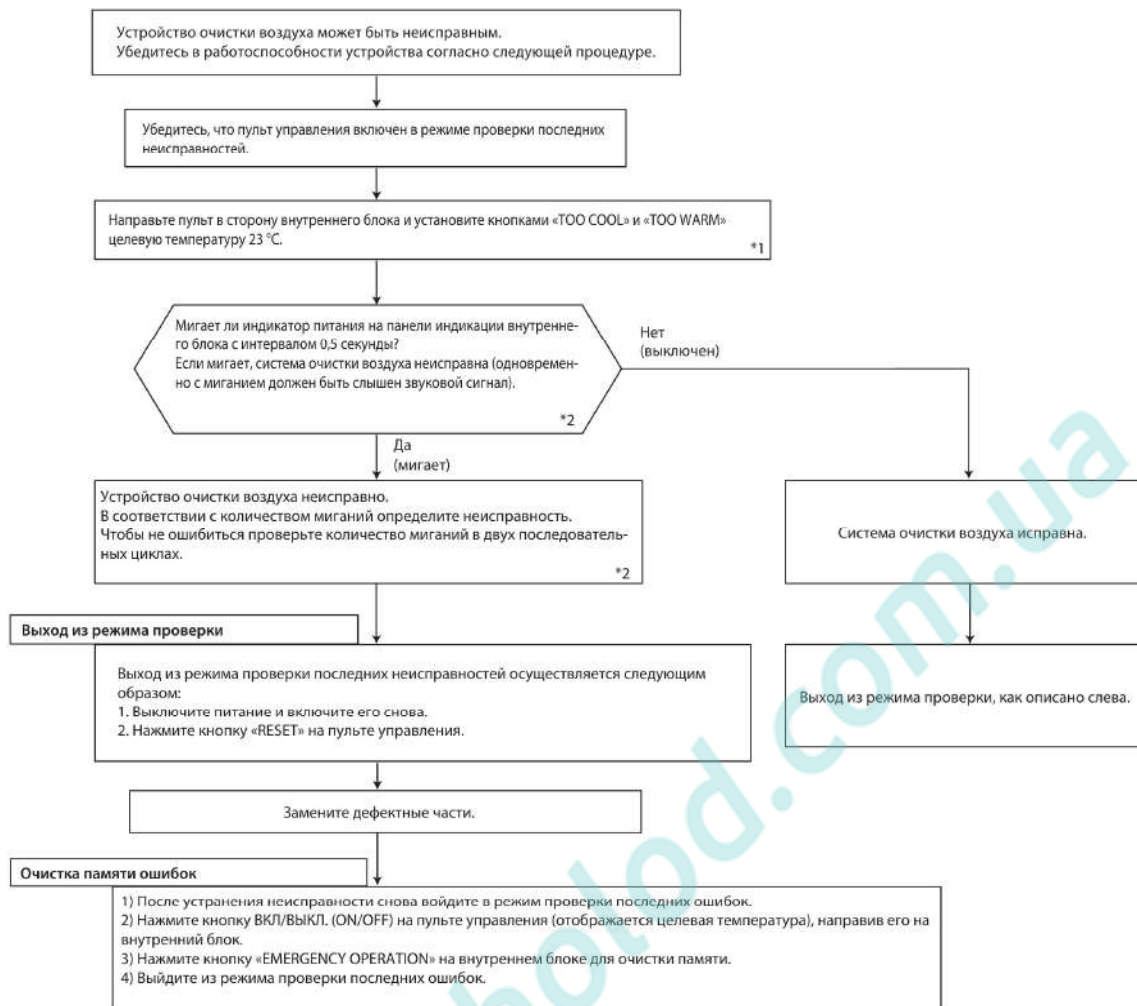 Устройство очистки воздуха может быть неисправным.
Убедитесь в работоспособности устройства согласно следующей процедуре.
Убедитесь, что пульт управления включен в режиме проверки последних
неисправностей.
Направьте пульт в сторону внутреннего блока и установите кнопками «TOO COOL» и «TOO WARM»
целевую температуру 23 °C.
*1
Мигает ли индикатор питания на панели индикации внутренне-
го блока с интервалом 0,5 секунды?
Если мигает, система очистки воздуха неисправна (одновремен-
но с миганием должен быть слышен звуковой сигнал).
*2
Нет
(выключен)
Да
(мигает)
Устройство очистки воздуха неисправно.
В соответствии с количеством миганий определите неисправность.
Чтобы не ошибиться проверьте количество миганий в двух последователь-
ных циклах.
*2
Система очистки воздуха исправна.
Выход из режима проверки
Выход из режима проверки последних неисправностей осуществляется следующим
образом:
1. Выключите питание и включите его снова.
2. Нажмите кнопку «RESET» на пульте управления.
Выход из режима проверки, как описано слева.
Замените дефектные части.
Очистка памяти ошибок
1) После устранения неисправности снова войдите в режим проверки последних ошибок.
2) Нажмите кнопку ВКЛ/ВЫКЛ. (ON/OFF) на пульте управления (отображается целевая температура), направив его на
внутренний блок.
3) Нажмите кнопку «EMERGENCY OPERATION» на внутреннем блоке для очистки памяти.
4) Выйдите из режима проверки последних ошибок.
olod.com.ua